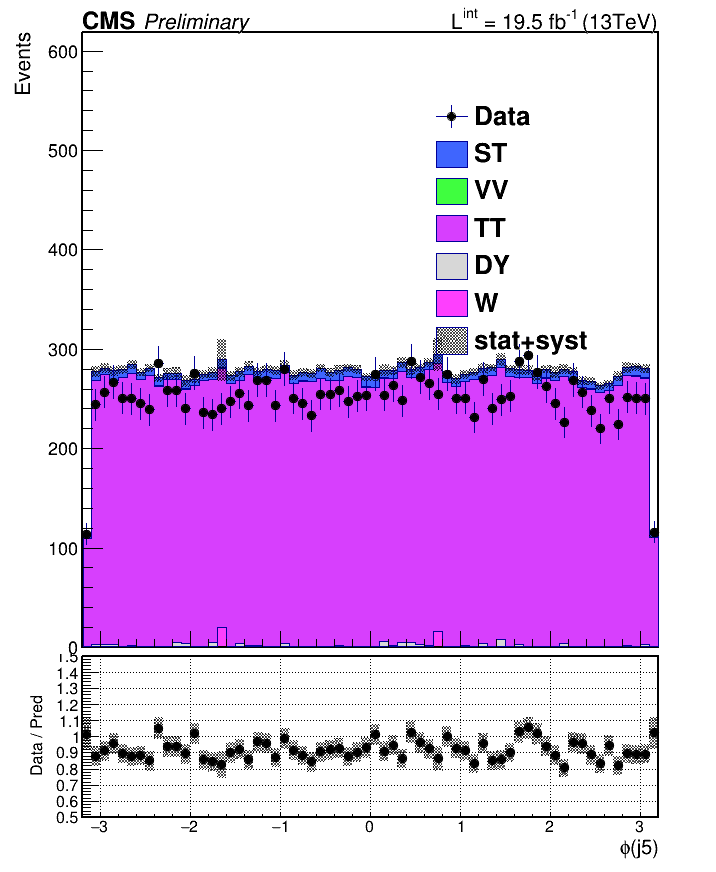 CMS Preliminary L^int = 19.5 fb^-1 (13TeV)
Events
600
500
400
300
200
100
0
Data
ST
VV
TT
DY
W
stat+syst
Data / Pred
1.5
1.4
1.3
1.2
1.1
1
0.9
0.8
0.7
0.6
0.5
−3 −2 −1 0 1 2 3
ϕ(j5)